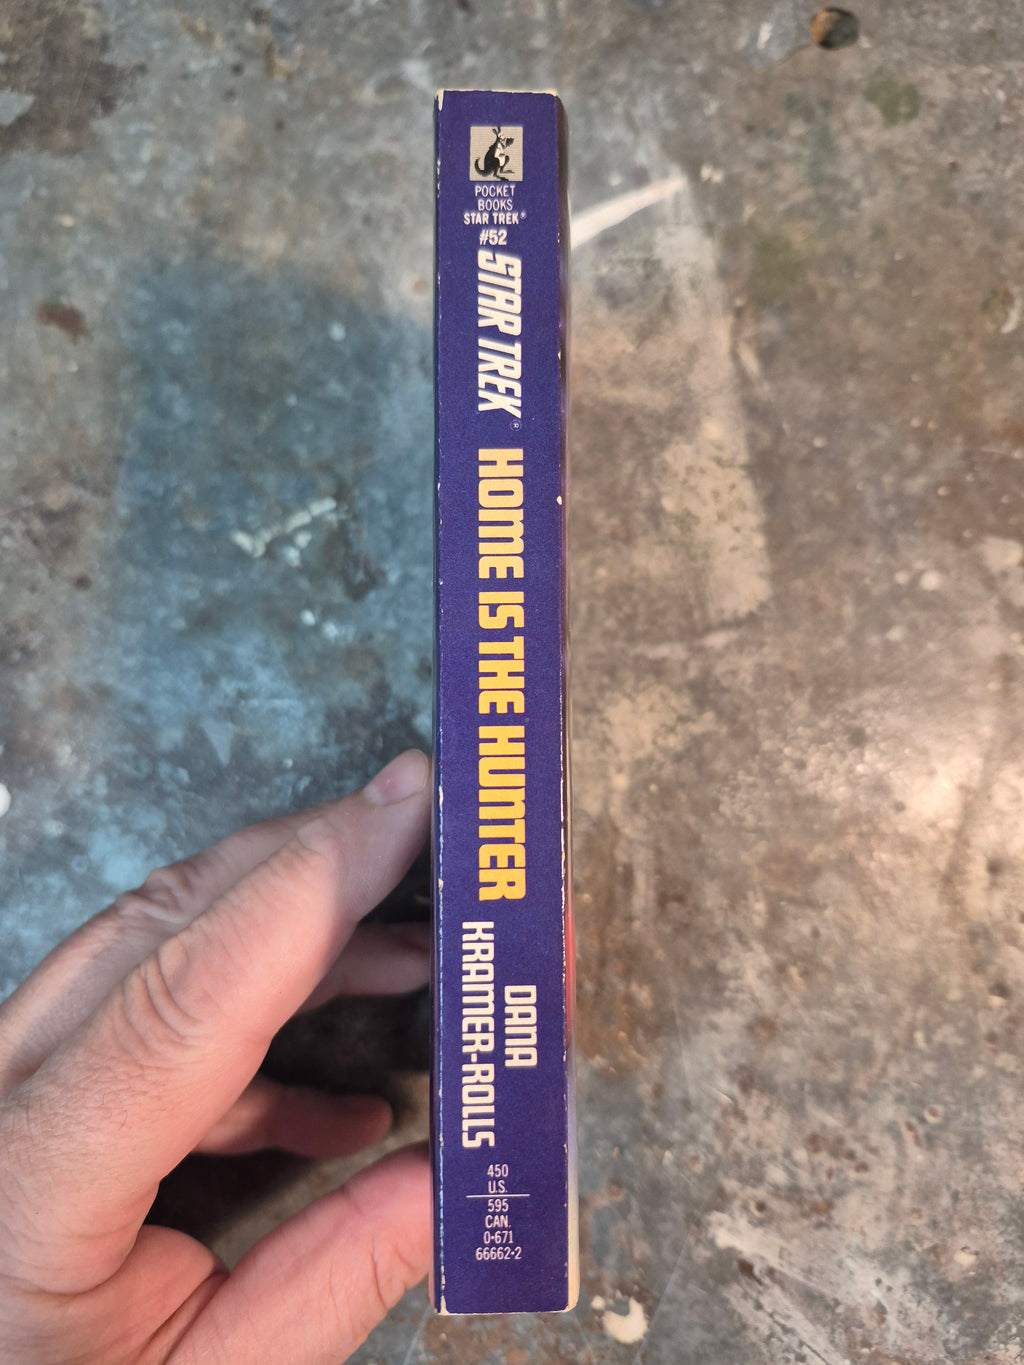 POCKET
BOOKS
STAR TREK®
#52
STAR TREK®
HOME IS THE HUNTER
DANA
KRAMER-ROLLS
450
U.S.
595
CAN.
0-671
66662-2